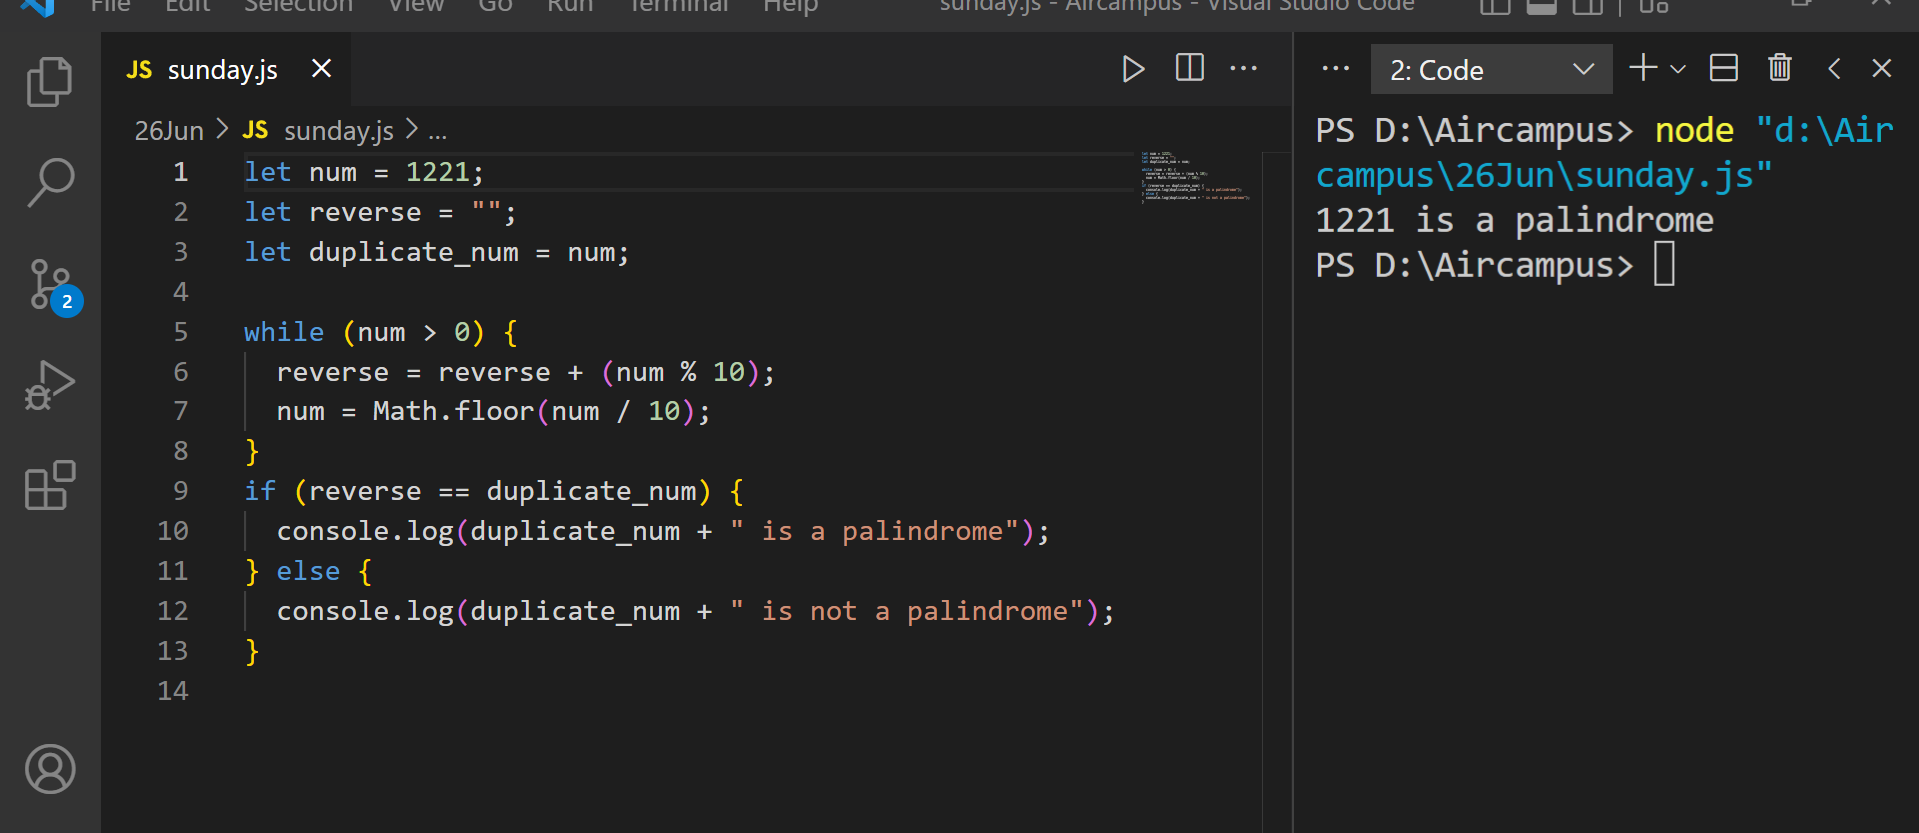 File Edit Selection View Go Run Terminal Help sunday.js - Aircampus - Visual Studio Code
JS sunday.js
2: Code
26Jun > JS sunday.js > ...
1 let num = 1221;
2 let reverse = "";
3 let duplicate_num = num;
4
5 while (num > 0) {
6 reverse = reverse + (num % 10);
7 num = Math.floor(num / 10);
8 }
9 if (reverse == duplicate_num) {
10 console.log(duplicate_num + " is a palindrome");
11 } else {
12 console.log(duplicate_num + " is not a palindrome");
13 }
14
2
PS D:\Aircampus> node "d:\Air
campus\26Jun\sunday.js"
1221 is a palindrome
PS D:\Aircampus>